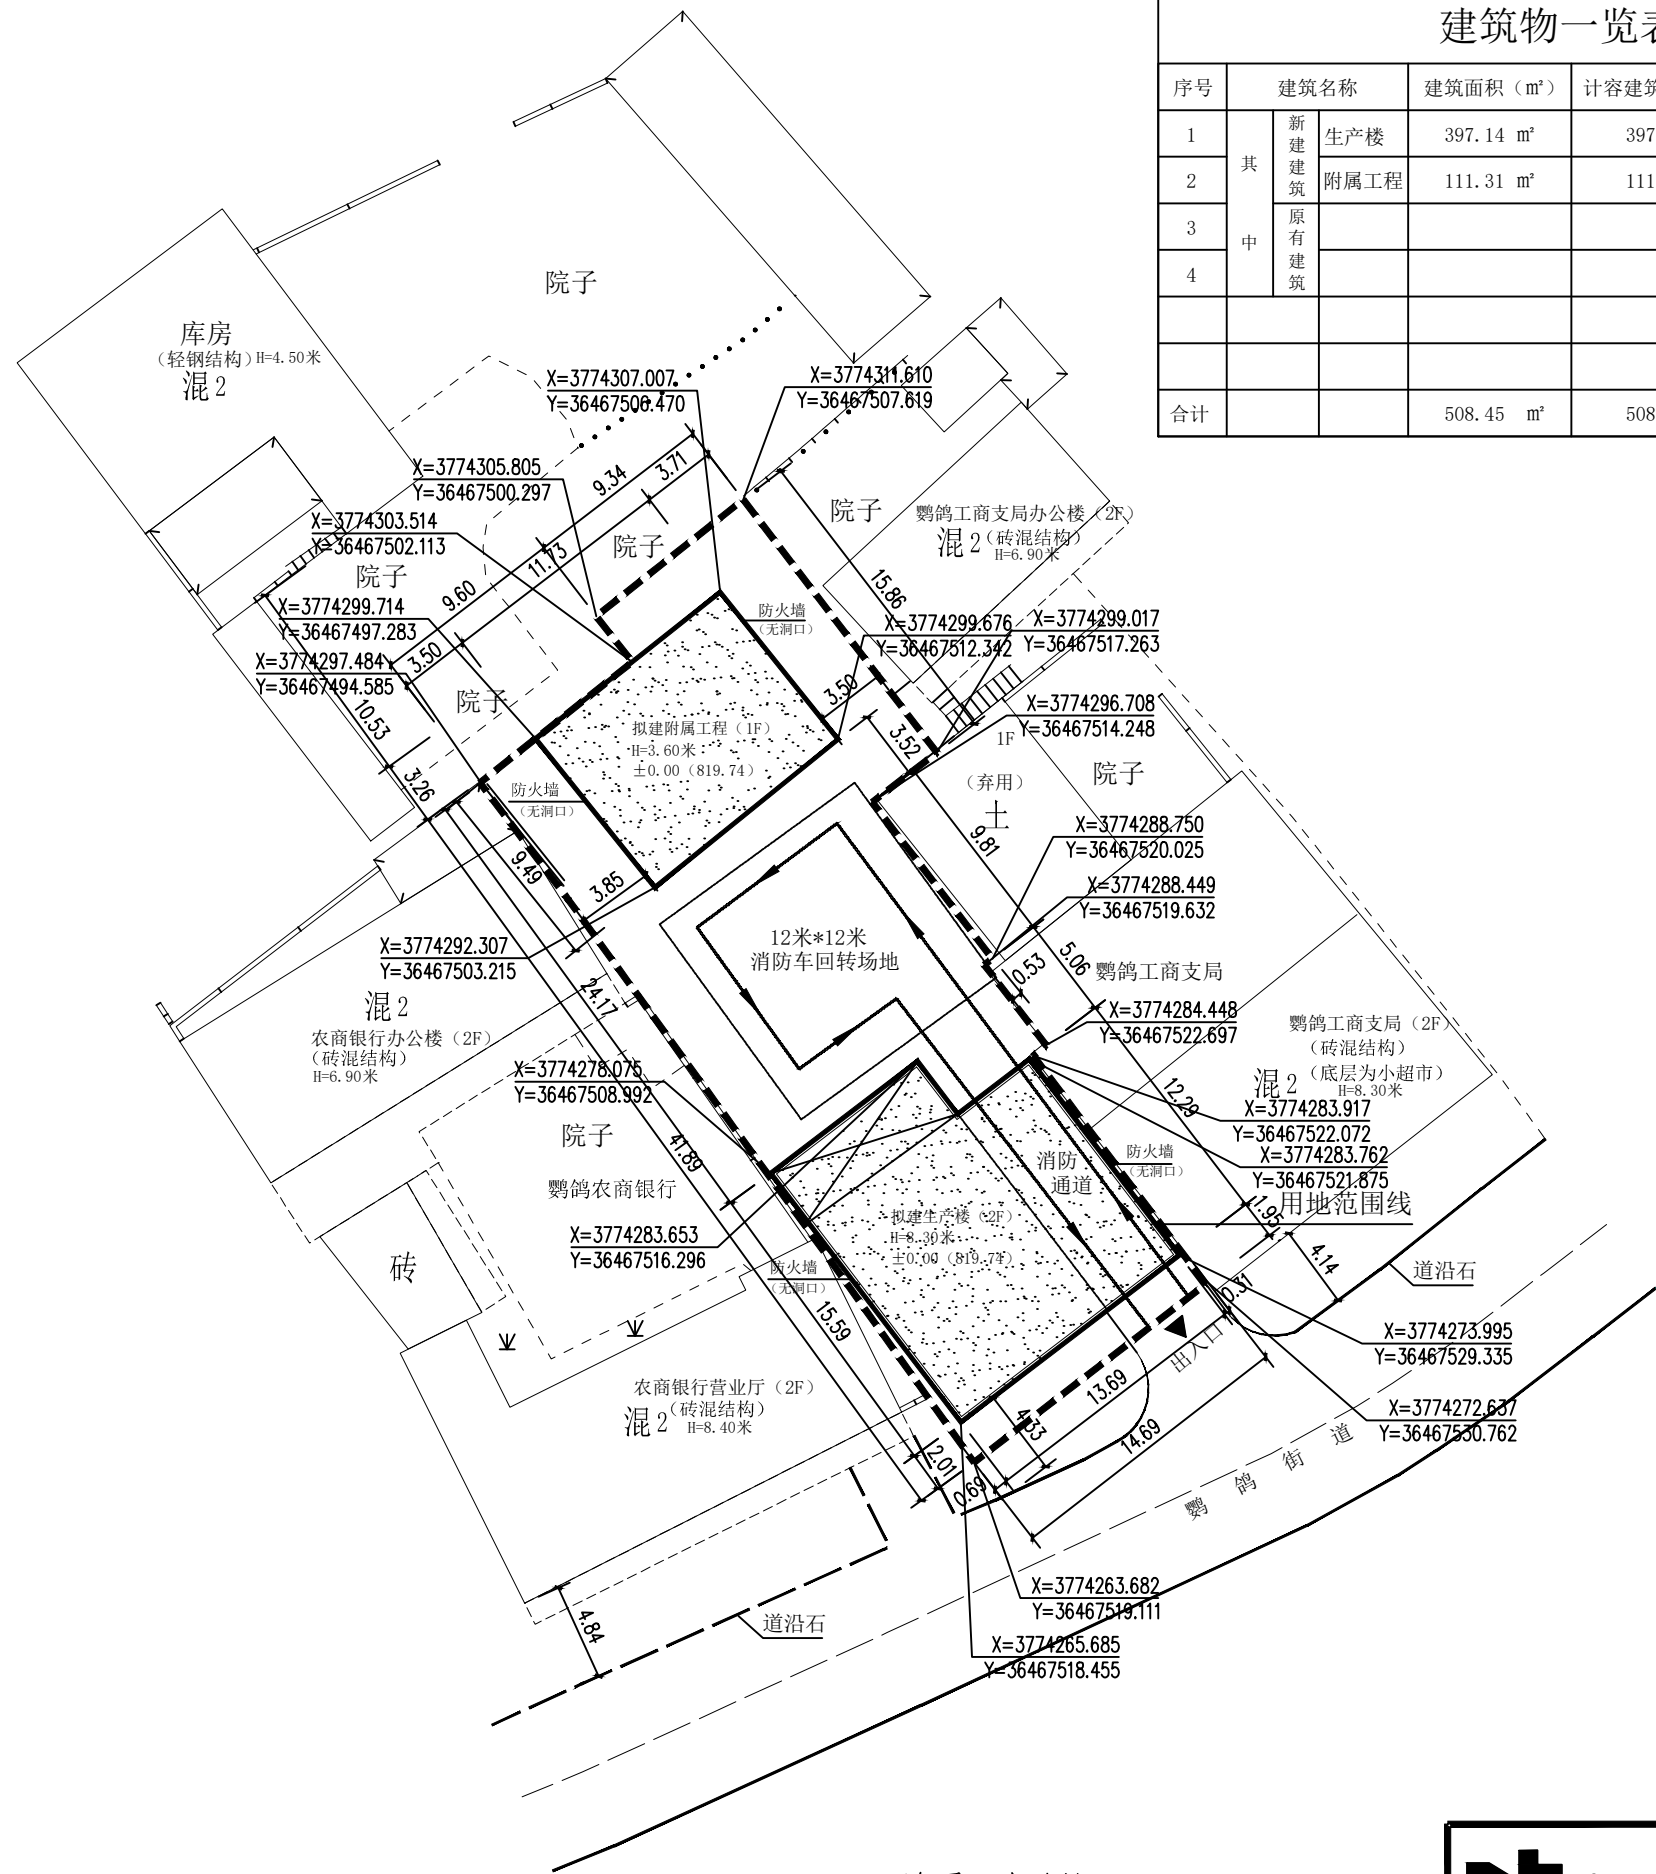 建筑物一览表
序号 建筑名称 建筑面积（㎡） 计容建筑
1 其中 新建建筑 生产楼 397.14 ㎡ 397
2 附属工程 111.31 ㎡ 111
3 原有建筑
4
合计 508.45 ㎡ 508
院子
库房
（轻钢结构）H=4.50米
混2
X=3774307.007
Y=36467506.470
X=3774311.610
Y=36467507.619
X=3774305.805
Y=36467500.297
9.34
3.71
X=3774303.514
X=36467502.113
院子
院子
11.73
9.60
院子
鹦鸽工商支局办公楼（2F）
混2（砖混结构）
H=6.90米
15.86
X=3774299.714
Y=36467497.283
防火墙
（无洞口）
X=3774299.676
Y=36467512.342
X=3774299.017
Y=36467517.263
X=3774297.484
Y=36467494.585
3.50
院子
10.53
3.50
X=3774296.708
Y=36467514.248
拟建附属工程（1F）
H=3.60米
±0.00（819.74）
3.52
1F
（弃用）
土
院子
3.26
防火墙
（无洞口）
9.81
X=3774288.750
Y=36467520.025
9.49
3.85
X=3774288.449
Y=36467519.632
12米*12米
消防车回转场地
X=3774292.307
Y=36467503.215
0.53
5.06
鹦鸽工商支局
24.17
混2
农商银行办公楼（2F）
（砖混结构）
H=6.90米
X=3774284.448
Y=36467522.697
鹦鸽工商支局（2F）
（砖混结构）
混2（底层为小超市）
H=8.30米
X=3774278.075
Y=36467508.992
12.29
X=3774283.917
Y=36467522.072
院子
41.89
鹦鸽农商银行
消防
通道
防火墙
（无洞口）
X=3774283.762
Y=36467521.875
用地范围线
1.95
X=3774283.653
Y=36467516.296
拟建生产楼（2F）
H=8.30米
±0.00（819.74）
砖
防火墙
（无洞口）
4.14
道沿石
15.59
0.31
X=3774273.995
Y=36467529.335
出入口
农商银行营业厅（2F）
（砖混结构）
混2 H=8.40米
13.69
4.33
14.69
X=3774272.637
Y=36467530.762
2.01
0.69
鹦鸽街道
X=3774263.682
Y=36467519.111
4.84
道沿石
X=3774265.685
Y=36467518.455